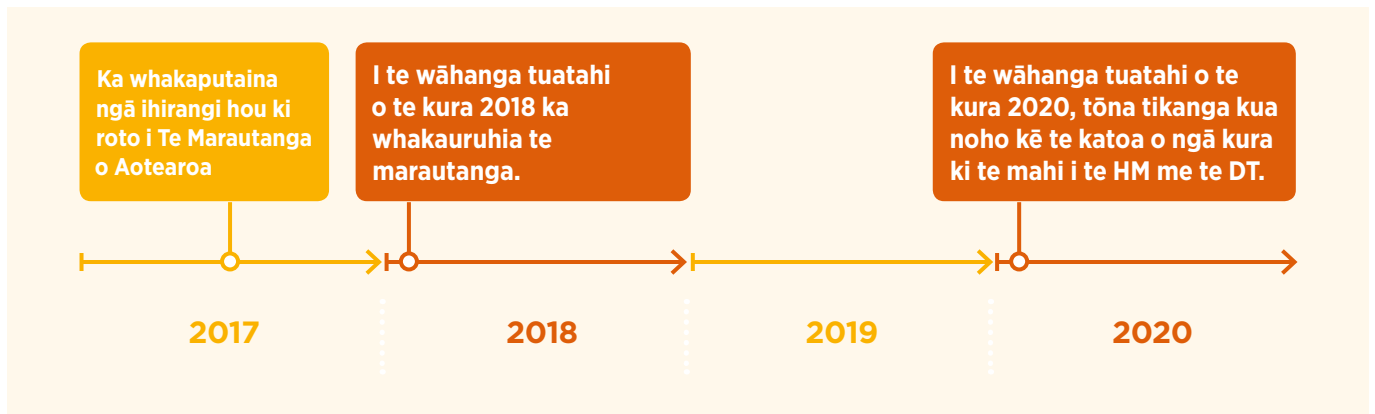 Ka whakaputaina
ngā ihirangi hou ki
roto i Te Marautanga
o Aotearoa
I te wāhanga tuatahi
o te kura 2018 ka
whakauruhia te
marautanga.
I te wāhanga tuatahi o te
kura 2020, tōna tikanga kua
noho kē te katoa o ngā kura
ki te mahi i te HM me te DT.
2017
2018
2019
2020